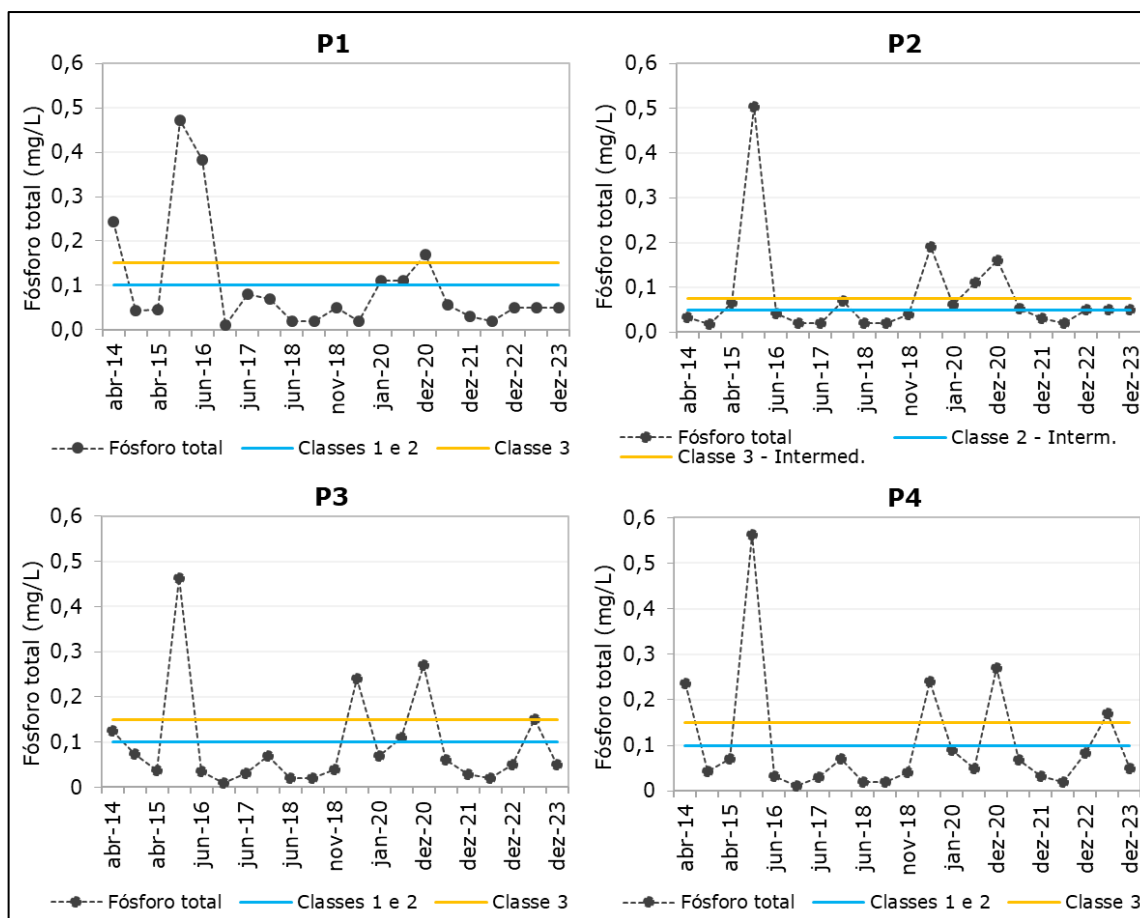 P1
Fósforo total (mg/L)
0,6
0,5
0,4
0,3
0,2
0,1
0,0
abr-14
abr-15
jun-16
jun-17
jun-18
nov-18
jan-20
dez-20
dez-21
dez-22
dez-23
Fósforo total Classes 1 e 2 Classe 3
P2
Fósforo total (mg/L)
0,6
0,5
0,4
0,3
0,2
0,1
0,0
abr-14
abr-15
jun-16
jun-17
jun-18
nov-18
jan-20
dez-20
dez-21
dez-22
dez-23
Fósforo total Classe 2 - Interm.
Classe 3 - Intermed.
P3
Fósforo total (mg/L)
0,6
0,5
0,4
0,3
0,2
0,1
0
abr-14
abr-15
jun-16
jun-17
jun-18
nov-18
jan-20
dez-20
dez-21
dez-22
dez-23
Fósforo total Classes 1 e 2 Classe 3
P4
Fósforo total (mg/L)
0,6
0,5
0,4
0,3
0,2
0,1
0
abr-14
abr-15
jun-16
jun-17
jun-18
nov-18
jan-20
dez-20
dez-21
dez-22
dez-23
Fósforo total Classes 1 e 2 Classe 3